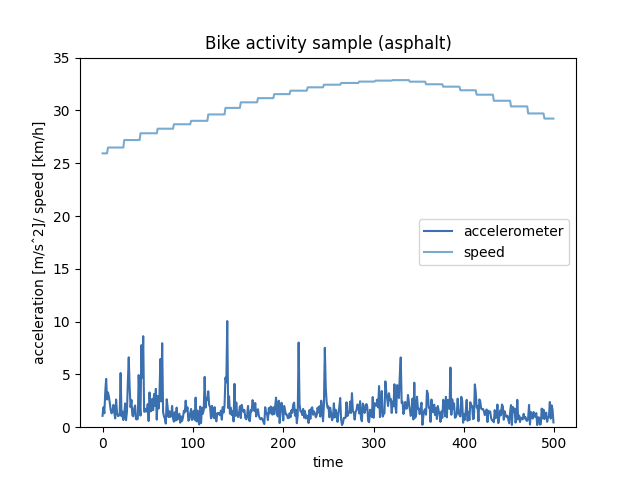 Bike activity sample (asphalt)
35
30
25
20
15
10
5
0
acceleration [m/s^2]/ speed [km/h]
accelerometer
speed
0 100 200 300 400 500
time